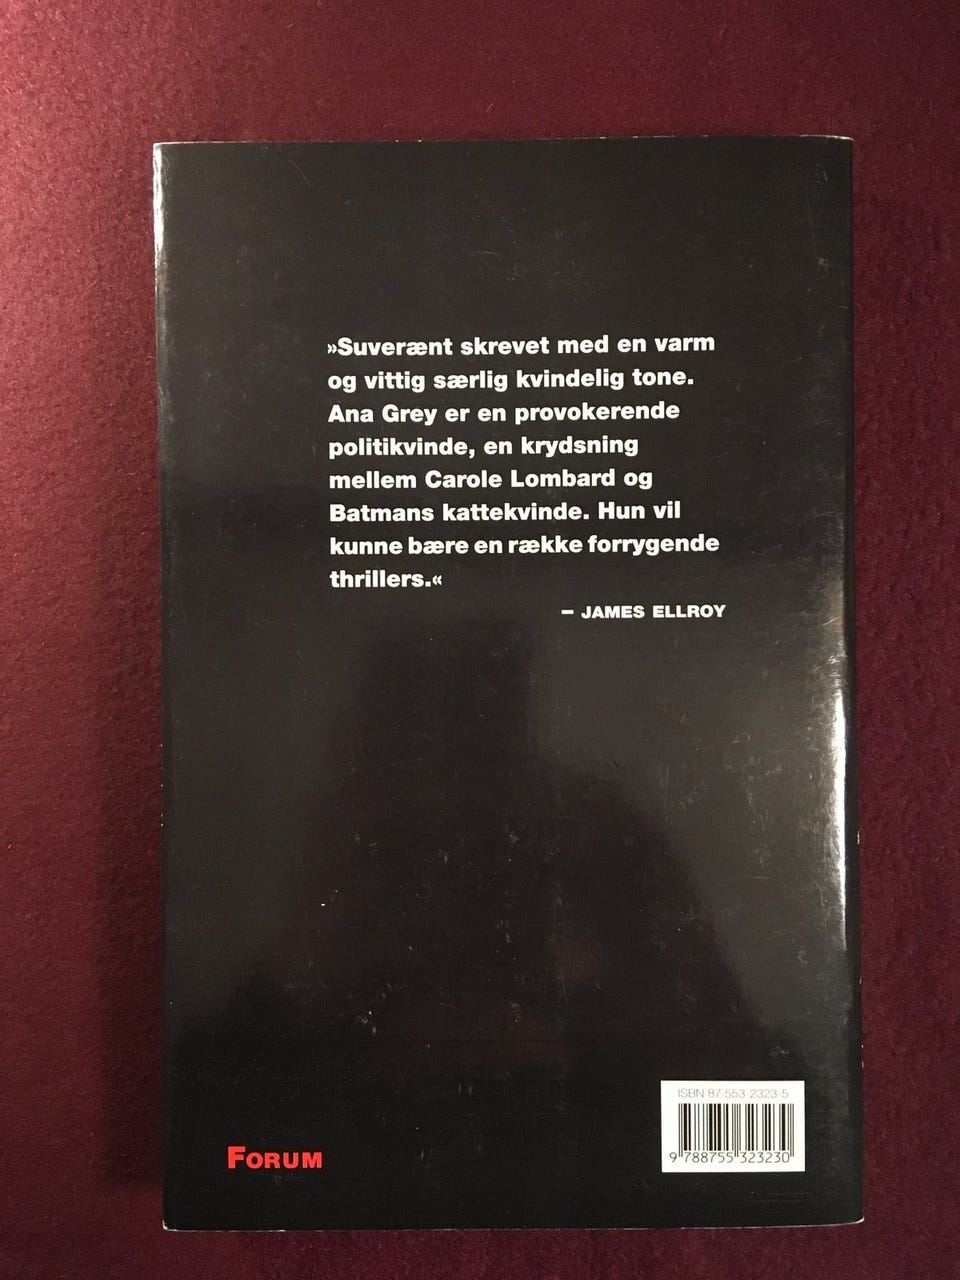 »Suverænt skrevet med en varm
og vittig særlig kvindelig tone.
Ana Grey er en provokerende
politikvinde, en krydsning
mellem Carole Lombard og
Batmans kattekvinde. Hun vil
kunne bære en række forrygende
thrillers.«
– JAMES ELLROY
ISBN 87-553-2323-5
9 788755 323230
FORUM